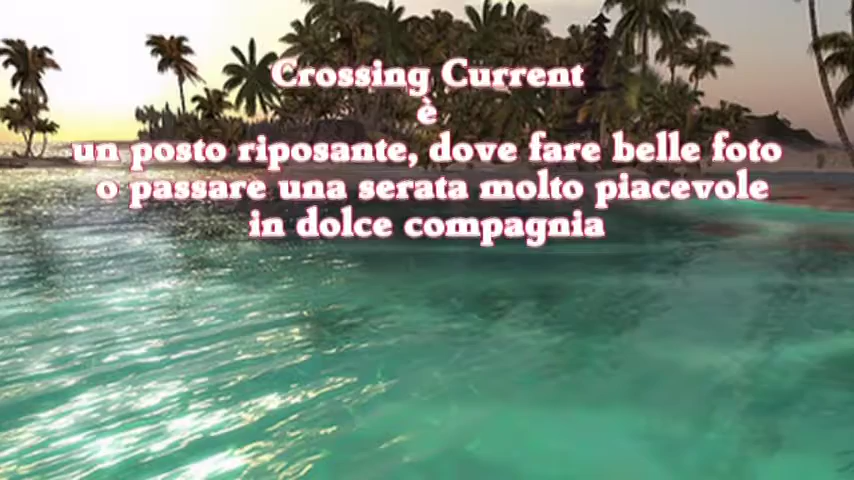 Crossing Current
è
un posto riposante, dove fare belle foto
o passare una serata molto piacevole
in dolce compagnia